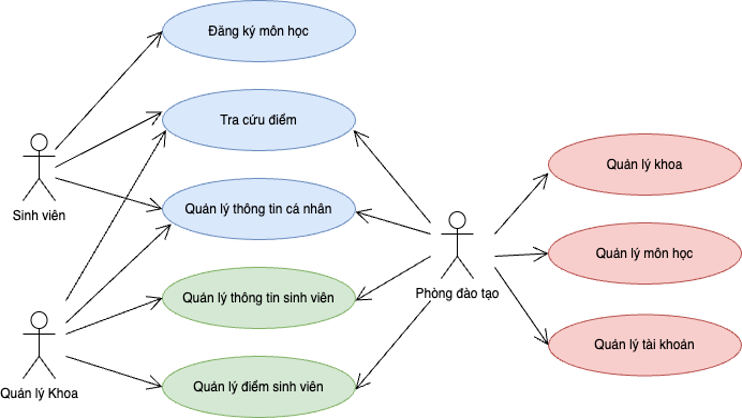 Đăng ký môn học
Tra cứu điểm
Quản lý khoa
Sinh viên
Quản lý thông tin cá nhân
Quản lý môn học
Phòng đào tạo
Quản lý thông tin sinh viên
Quản lý tài khoản
Quản lý Khoa
Quản lý điểm sinh viên